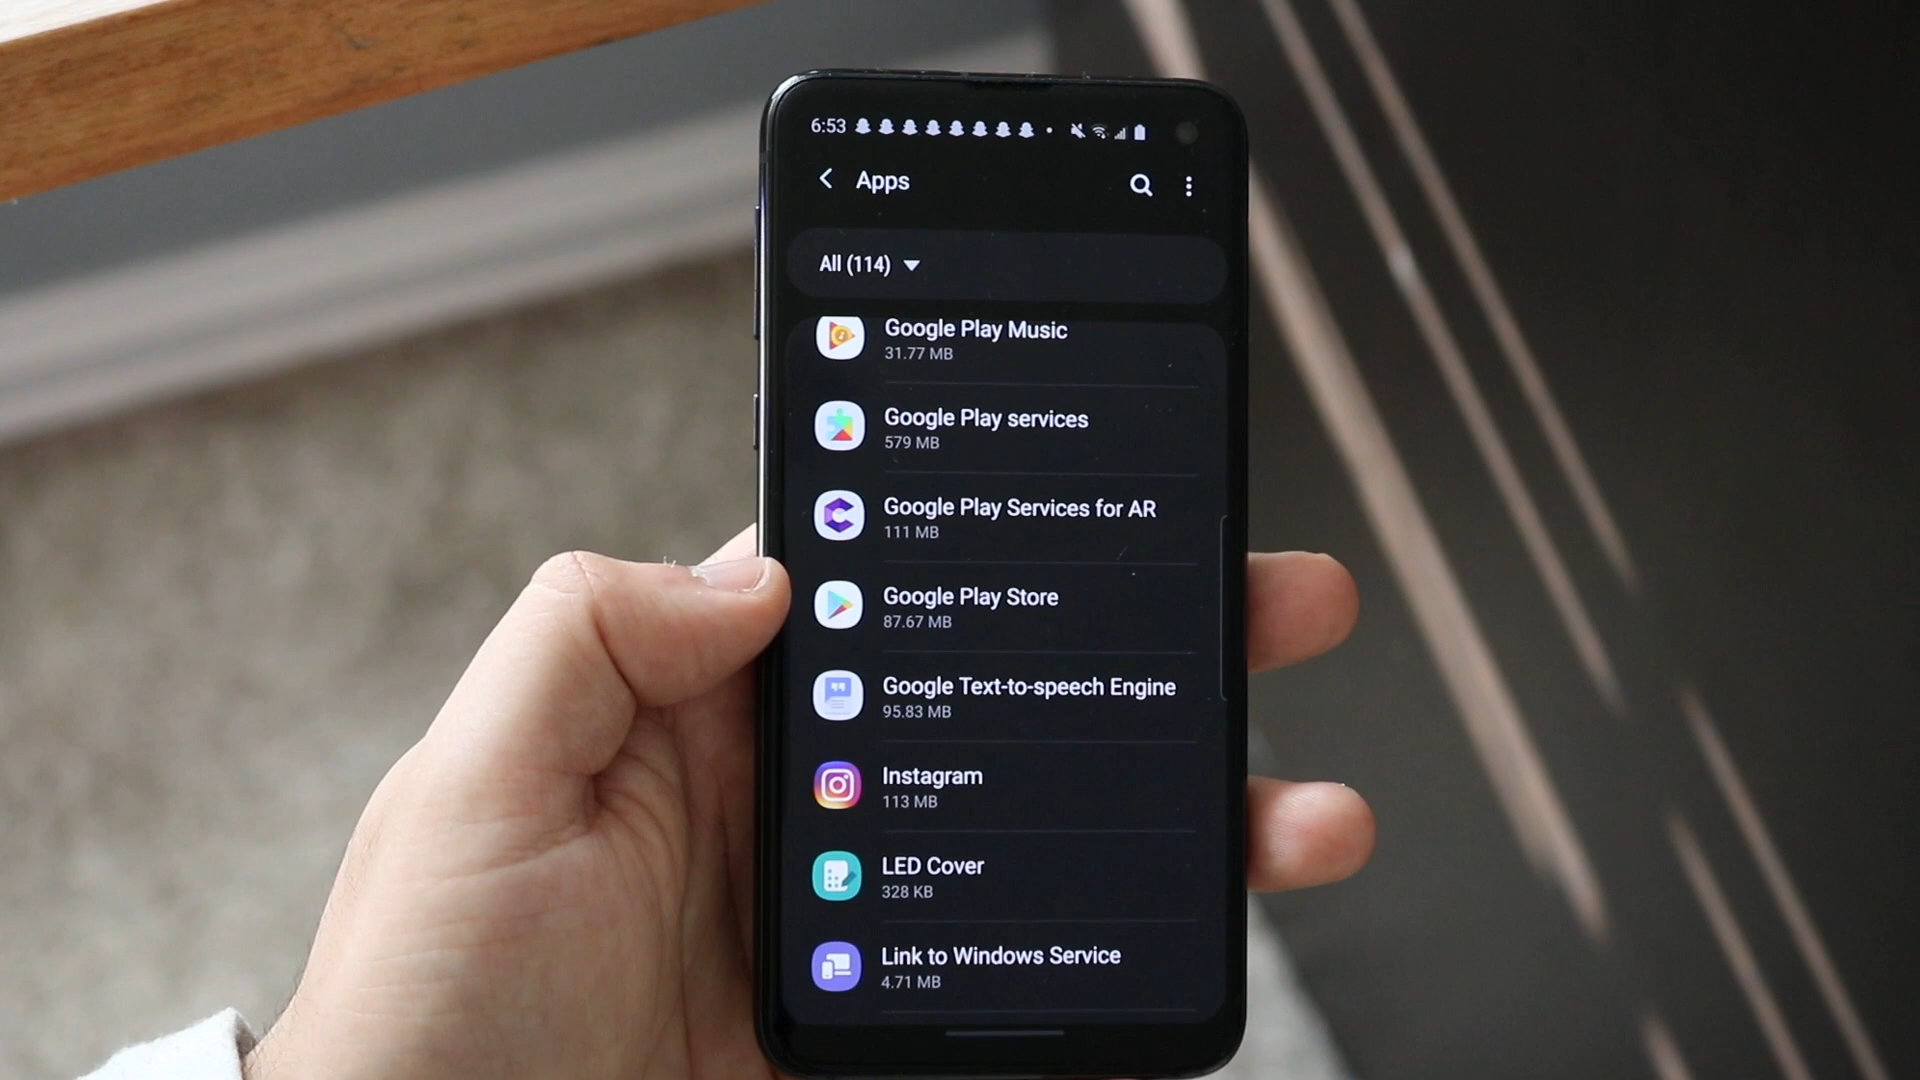 6:53
Apps
All (114)
Google Play Music
31.77 MB
Google Play services
579 MB
Google Play Services for AR
111 MB
Google Play Store
87.67 MB
Google Text-to-speech Engine
95.83 MB
Instagram
113 MB
LED Cover
328 KB
Link to Windows Service
4.71 MB